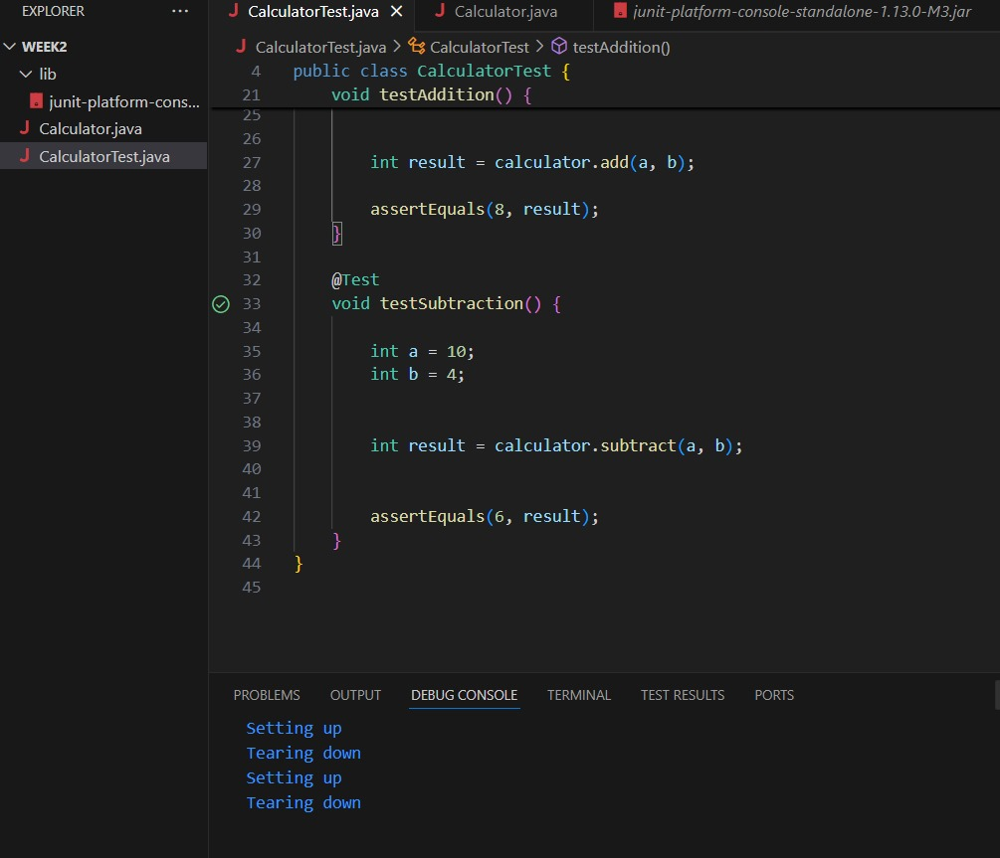 EXPLORER ...
WEEK2
lib
junit-platform-cons...
Calculator.java
CalculatorTest.java
CalculatorTest.java
Calculator.java
junit-platform-console-standalone-1.13.0-M3.jar
CalculatorTest.java > CalculatorTest > testAddition()
4 public class CalculatorTest {
21 void testAddition() {
25
26
27 int result = calculator.add(a, b);
28
29 assertEquals(8, result);
30 }
31
32 @Test
33 void testSubtraction() {
34
35 int a = 10;
36 int b = 4;
37
38
39 int result = calculator.subtract(a, b);
40
41
42 assertEquals(6, result);
43 }
44 }
45
PROBLEMS OUTPUT DEBUG CONSOLE TERMINAL TEST RESULTS PORTS
Setting up
Tearing down
Setting up
Tearing down